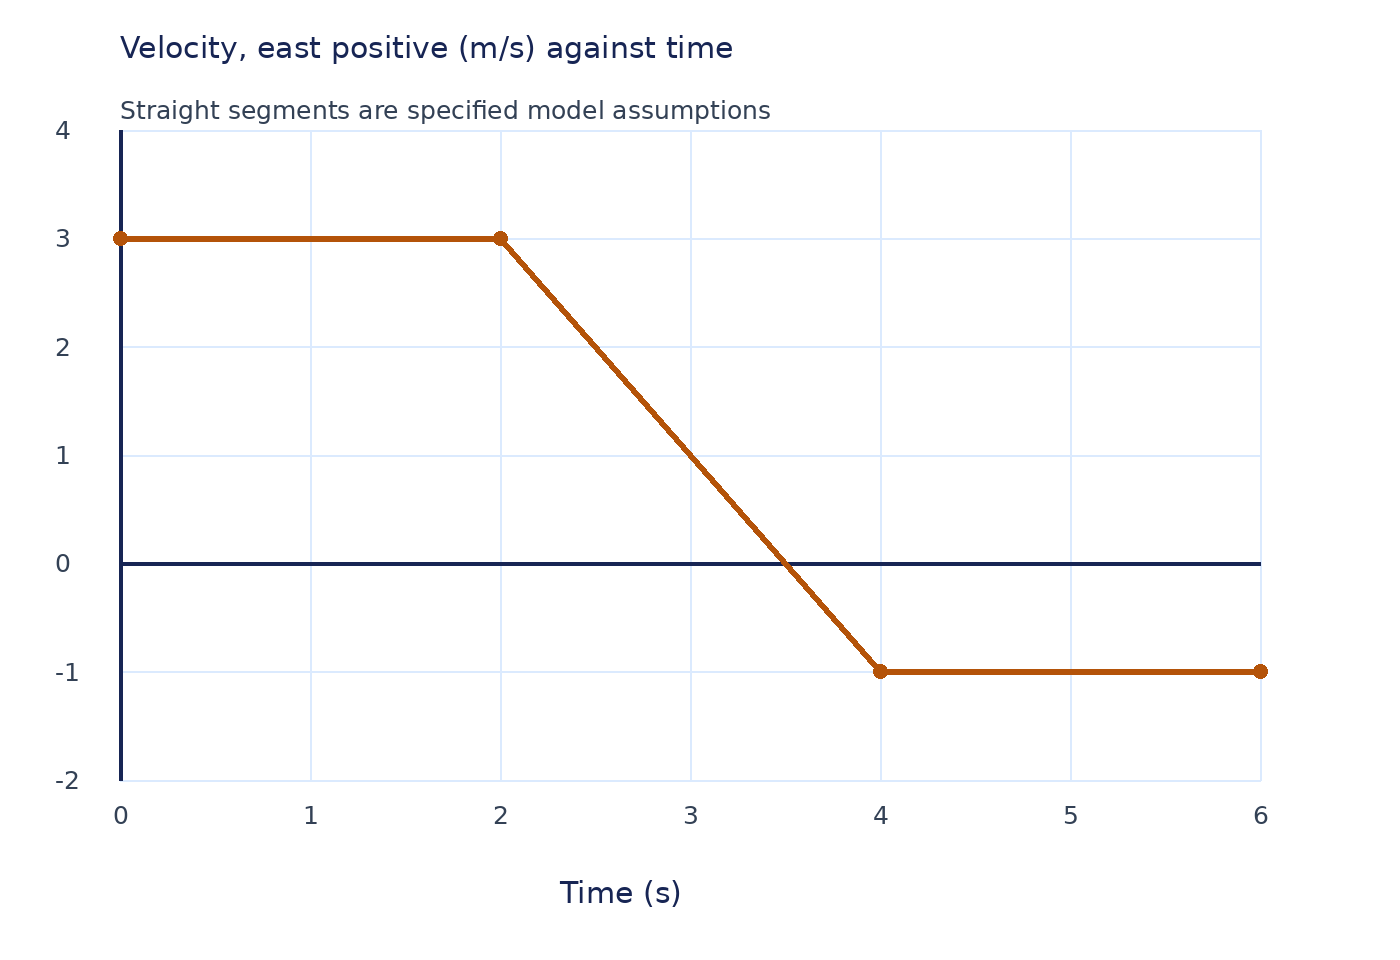 Velocity, east positive (m/s) against time
Straight segments are specified model assumptions
4
3
2
1
0
-1
-2
0 1 2 3 4 5 6
Time (s)